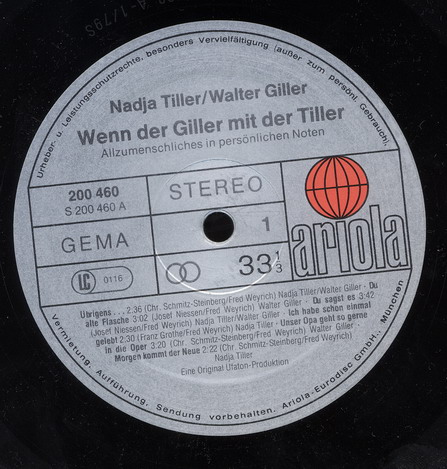 Urheber- u. Leistungsschutzrechte, besonders Vervielfältigung (außer zum persönl. Gebrauch),
Nadja Tiller/Walter Giller
Wenn der Giller mit der Tiller
Allzumenschliches in persönlichen Noten
200 460
S 200 460 A
STEREO
GEMA
1
LC 0116
33 1/3
ariola
Übrigens . . . 2:36 (Chr. Schmitz-Steinberg/Fred Weyrich) Nadja Tiller/Walter Giller - Du
alte Flasche 3:02 (Josef Niessen/Fred Weyrich) Walter Giller - Du sagst es 3:42
(Josef Niessen/Fred Weyrich) Nadja Tiller/Walter Giller - Ich habe schon einmal
gelebt 2:30 (Franz Grothe/Fred Weyrich) Nadja Tiller - Unser Opa geht so gerne
in die Oper 3:20 (Chr. Schmitz-Steinberg/Fred Weyrich) Walter Giller -
Morgen kommt der Neue 2:22 (Chr. Schmitz-Steinberg/Fred Weyrich)
Nadja Tiller
Eine Original Ufaton-Produktion
Vermietung, Aufführung, Sendung vorbehalten. Ariola-Eurodisc GmbH., München